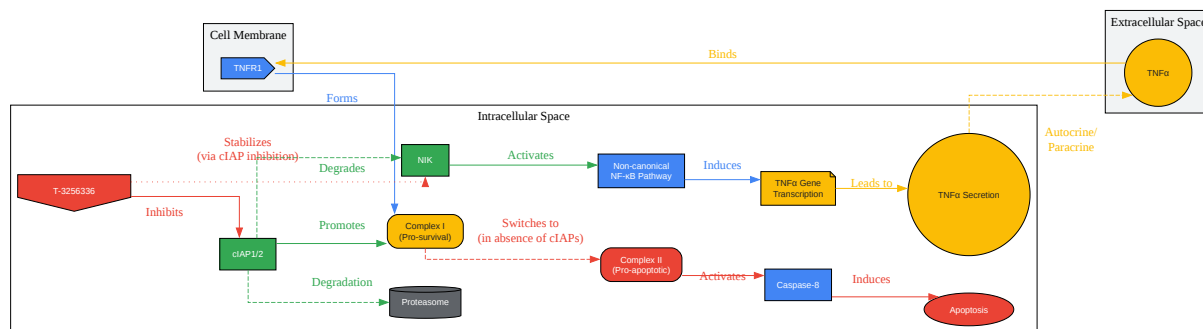 Cell Membrane
Extracellular Space
TNFR1
Binds
TNFα
Forms
Intracellular Space
Stabilizes
(via cIAP inhibition)
Degrades
NIK
Activates
Non-canonical
NF-κB Pathway
Induces
TNFα Gene
Transcription
Leads to
TNFα Secretion
Autocrine/
Paracrine
T-3256336
Inhibits
cIAP1/2
Promotes
Complex I
(Pro-survival)
Switches to
(in absence of cIAPs)
Complex II
(Pro-apoptotic)
Activates
Caspase-8
Induces
Apoptosis
Degradation
Proteasome